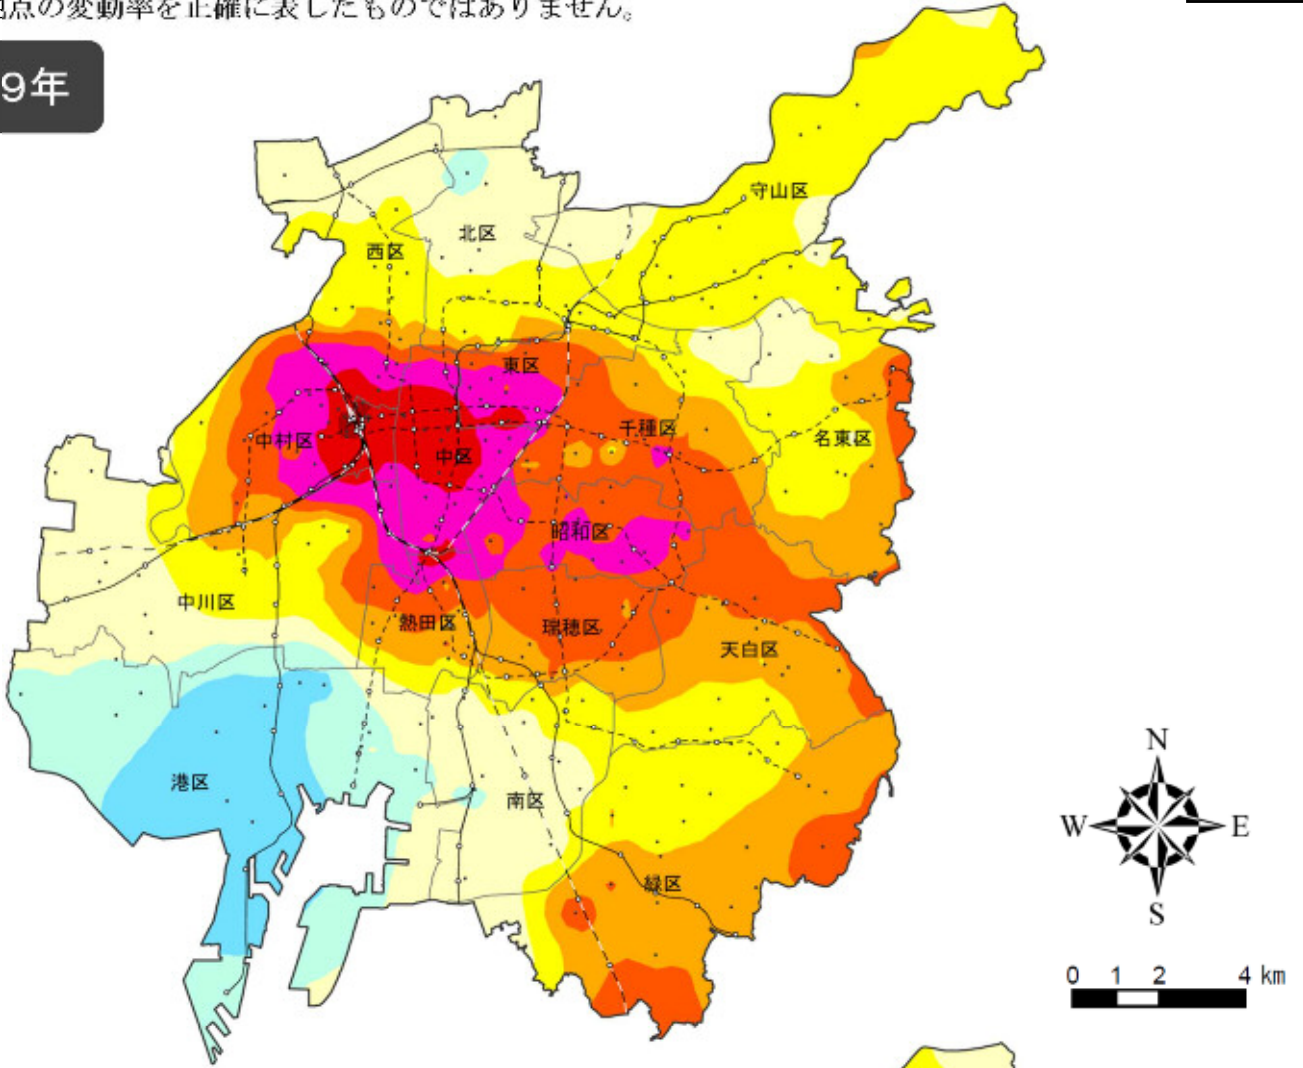 点の変動率を正確に表したものではありません。
9年
守山区
北区
西区
東区
千種区
名東区
中村区
中区
昭和区
中川区
熱田区
瑞穂区
天白区
港区
南区
緑区
N
W E
S
0 1 2 4 km